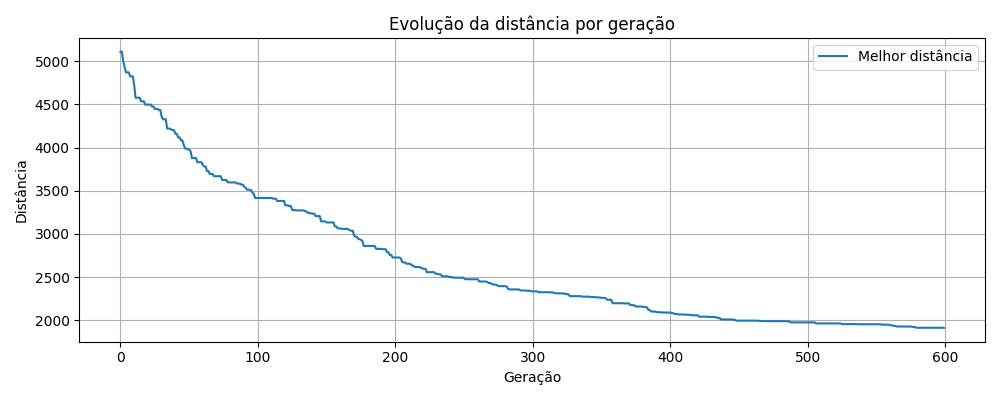 Evolução da distância por geração
Melhor distância
Distância
5000
4500
4000
3500
3000
2500
2000
0 100 200 300 400 500 600
Geração